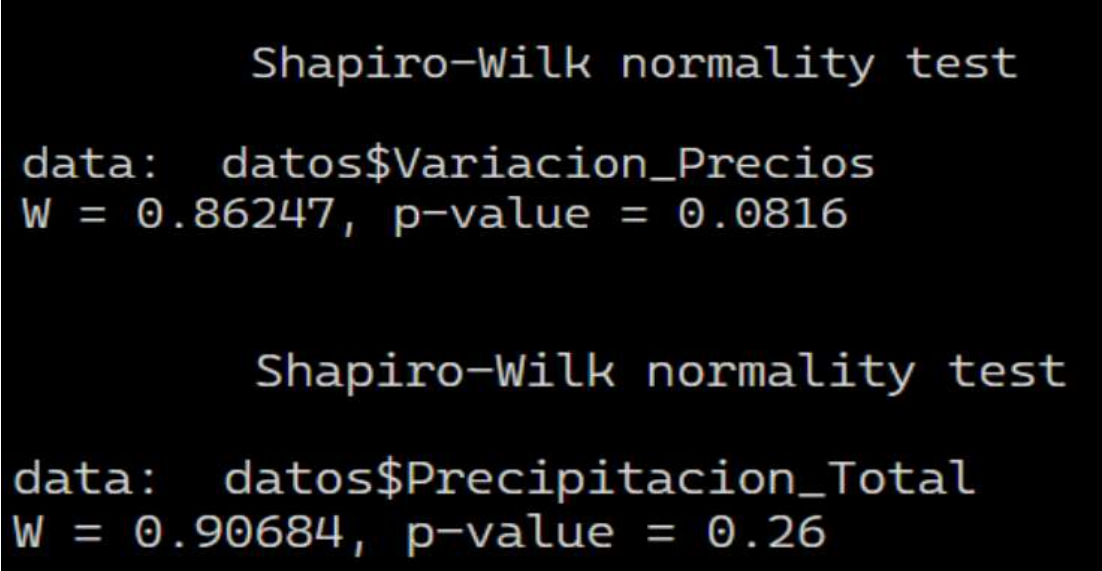 Shapiro-Wilk normality test
data: datos$Variacion_Precios
W = 0.86247, p-value = 0.0816
Shapiro-Wilk normality test
data: datos$Precipitacion_Total
W = 0.90684, p-value = 0.26